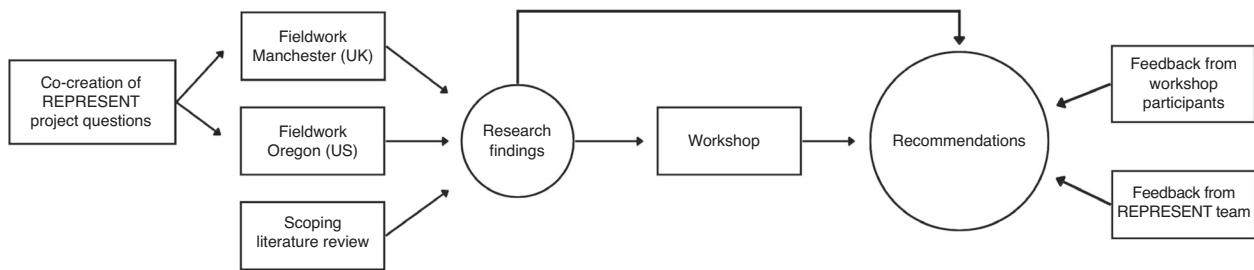 Co-creation of
REPRESENT
project questions
Fieldwork
Manchester (UK)
Fieldwork
Oregon (US)
Scoping
literature review
Research
findings
Workshop
Recommendations
Feedback from
workshop
participants
Feedback from
REPRESENT team